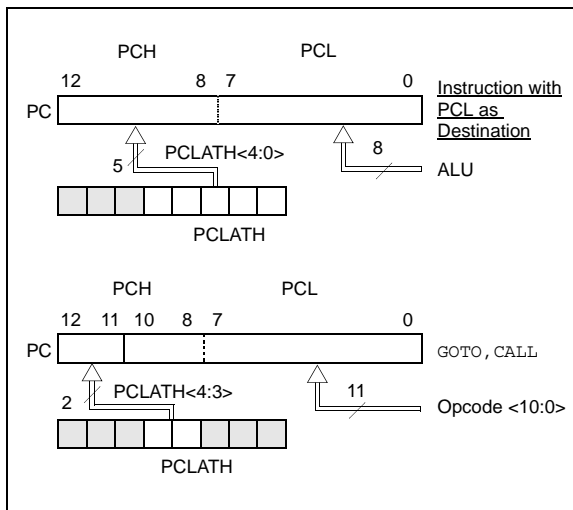 PCH PCL
12 8 7 0
PC
Instruction with
PCL as
Destination
5
PCLATH<4:0>
8
ALU
PCLATH
PCH PCL
12 11 10 8 7 0
PC
GOTO, CALL
2
PCLATH<4:3>
11
Opcode <10:0>
PCLATH